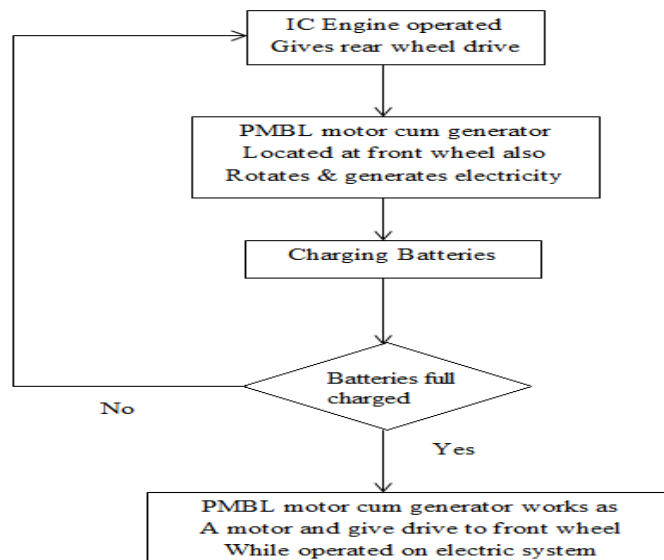 IC Engine operated
Gives rear wheel drive
PMBL motor cum generator
Located at front wheel also
Rotates & generates electricity
Charging Batteries
Batteries full
charged
No
Yes
PMBL motor cum generator works as
A motor and give drive to front wheel
While operated on electric system